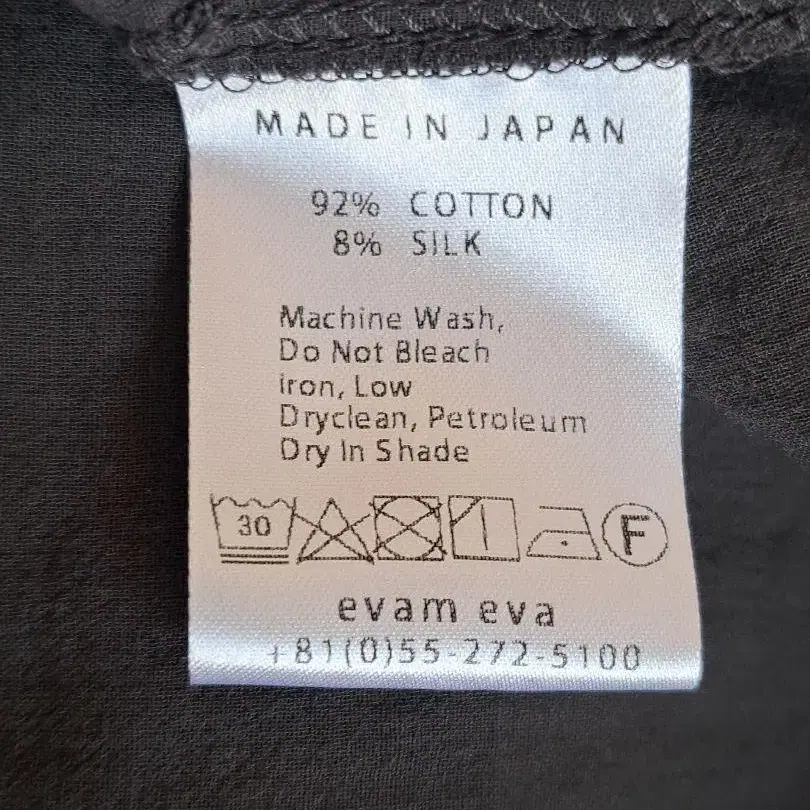 MADE IN JAPAN
92% COTTON
8% SILK
Machine Wash,
Do Not Bleach
iron, Low
Dryclean, Petroleum
Dry In Shade
30 F
evam eva
+81(0)55-272-5100